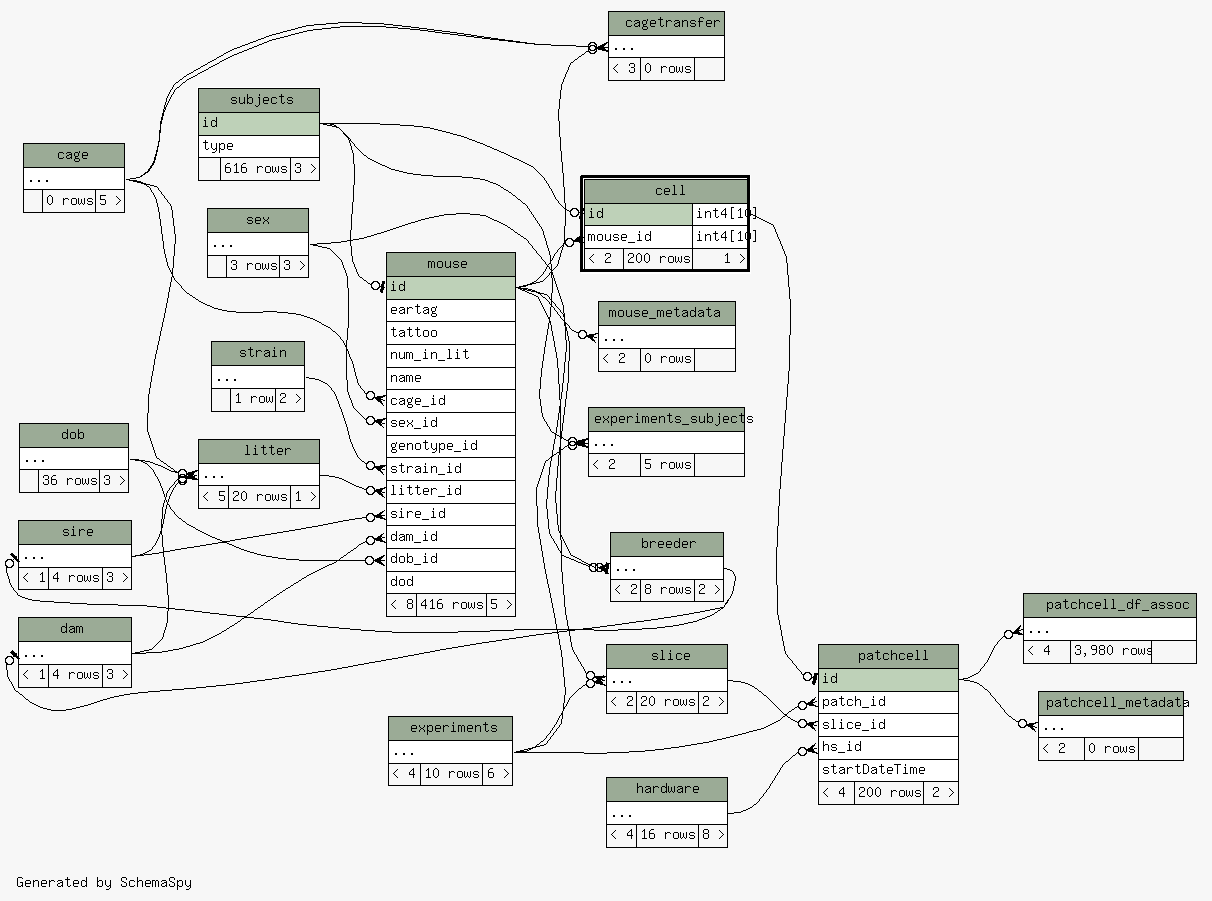 cagetransfer
...
< 3 0 rows
subjects
id
type
616 rows 3 >
cage
...
0 rows 5 >
cell
id int4[10]
mouse_id int4[10]
< 2 200 rows 1 >
sex
...
3 rows 3 >
mouse
id
eartag
tattoo
num_in_lit
name
cage_id
sex_id
genotype_id
strain_id
litter_id
sire_id
dam_id
dob_id
dod
< 8 416 rows 5 >
mouse_metadata
...
< 2 0 rows
strain
...
1 row 2 >
experiments_subjects
...
< 2 5 rows
dob
...
36 rows 3 >
litter
...
< 5 20 rows 1 >
sire
...
< 1 4 rows 3 >
breeder
...
< 2 8 rows 2 >
dam
...
< 1 4 rows 3 >
slice
...
< 2 20 rows 2 >
patchcell
id
patch_id
slice_id
hs_id
startDateTime
< 4 200 rows 2 >
patchcell_df_assoc
...
< 4 3,980 rows
patchcell_metadata
...
< 2 0 rows
experiments
...
< 4 10 rows 6 >
hardware
...
< 4 16 rows 8 >
Generated by SchemaSpy